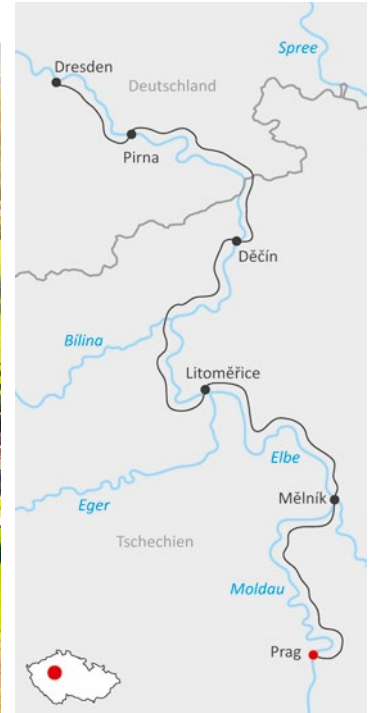 Spree
Dresden
Deutschland
Pirna
Děčín
Bílina
Litoměřice
Elbe
Eger
Mělník
Tschechien
Moldau
Prag